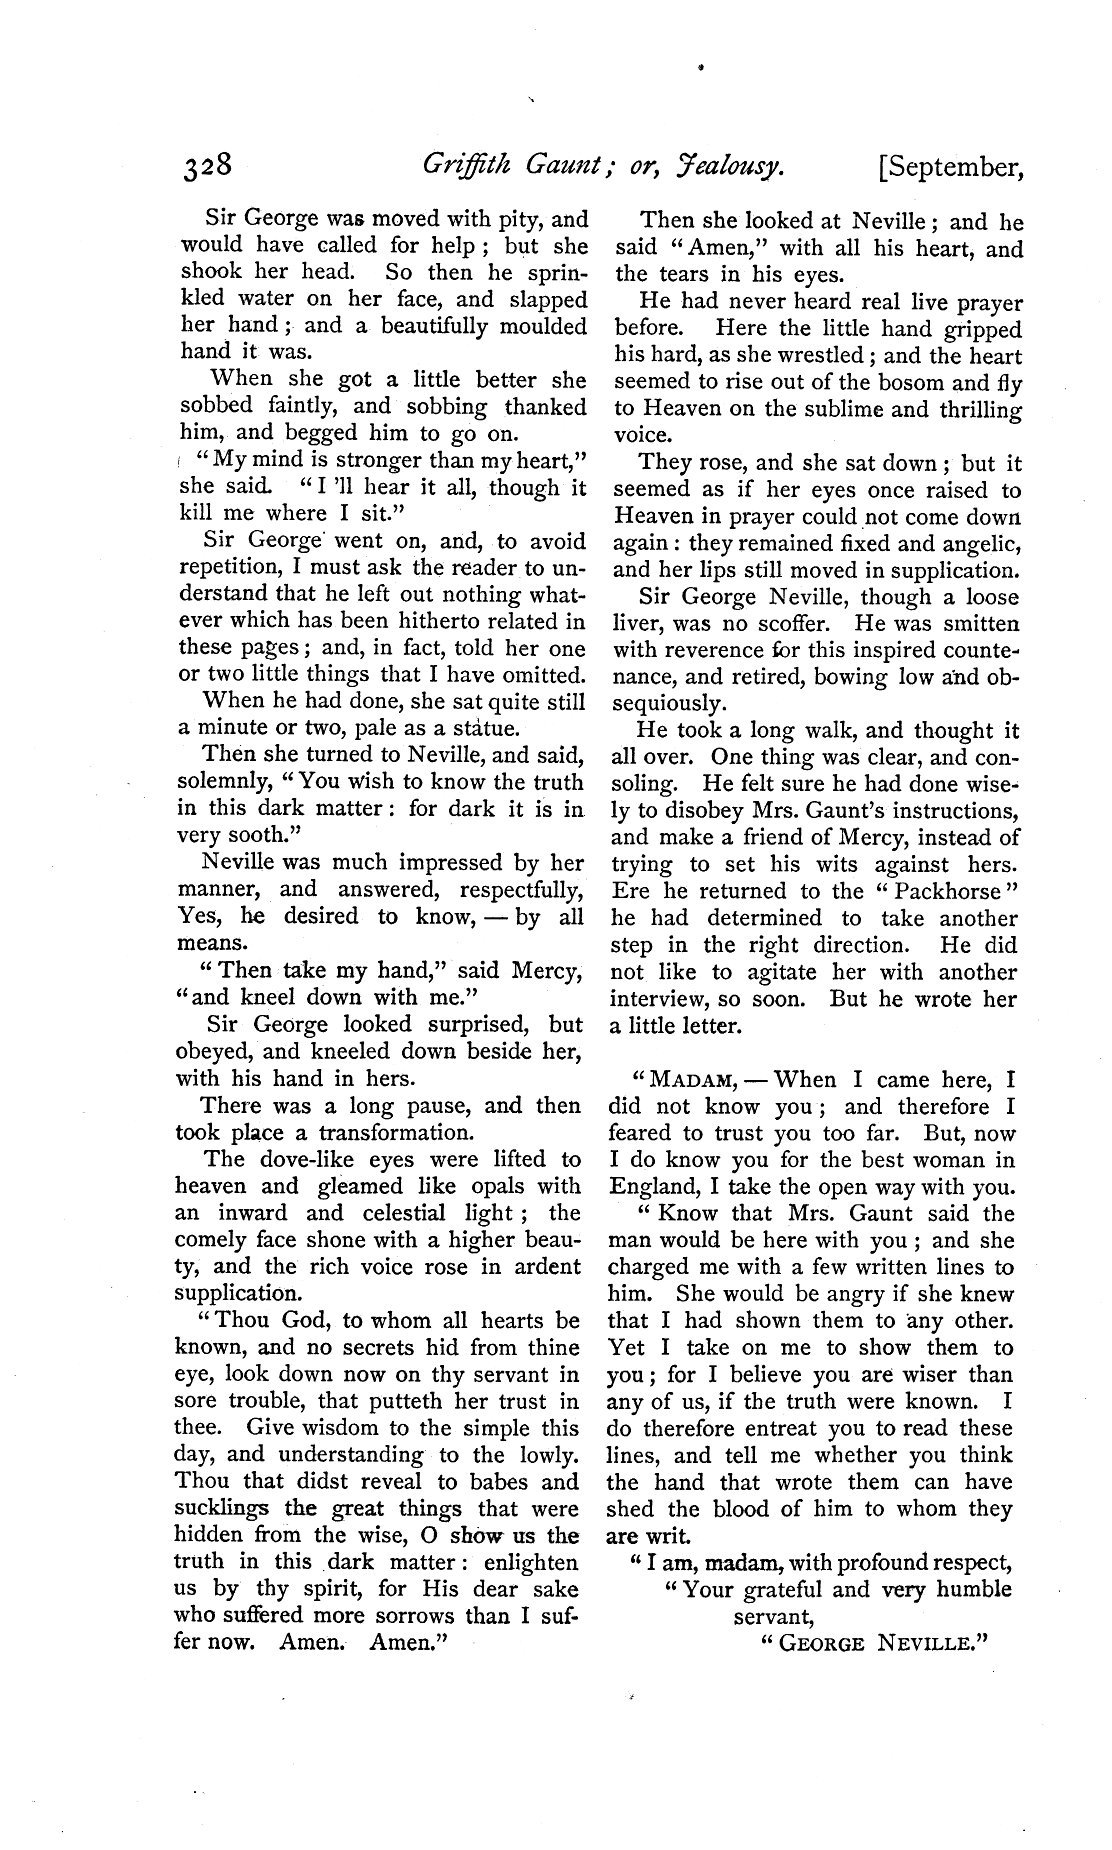 328 Griffith Gaunt; or, Jealousy. [September,
Sir George was moved with pity, and
would have called for help; but she
shook her head. So then he sprin-
kled water on her face, and slapped
her hand; and a beautifully moulded
hand it was.
When she got a little better she
sobbed faintly, and sobbing thanked
him, and begged him to go on.
"My mind is stronger than my heart,"
she said. "I 'll hear it all, though it
kill me where I sit."
Sir George went on, and, to avoid
repetition, I must ask the reader to un-
derstand that he left out nothing what-
ever which has been hitherto related in
these pages; and, in fact, told her one
or two little things that I have omitted.
When he had done, she sat quite still
a minute or two, pale as a statue.
Then she turned to Neville, and said,
solemnly, "You wish to know the truth
in this dark matter: for dark it is in
very sooth."
Neville was much impressed by her
manner, and answered, respectfully,
Yes, he desired to know, — by all
means.
"Then take my hand," said Mercy,
"and kneel down with me."
Sir George looked surprised, but
obeyed, and kneeled down beside her,
with his hand in hers.
There was a long pause, and then
took place a transformation.
The dove-like eyes were lifted to
heaven and gleamed like opals with
an inward and celestial light; the
comely face shone with a higher beau-
ty, and the rich voice rose in ardent
supplication.
"Thou God, to whom all hearts be
known, and no secrets hid from thine
eye, look down now on thy servant in
sore trouble, that putteth her trust in
thee. Give wisdom to the simple this
day, and understanding to the lowly.
Thou that didst reveal to babes and
sucklings the great things that were
hidden from the wise, O show us the
truth in this dark matter: enlighten
us by thy spirit, for His dear sake
who suffered more sorrows than I suf-
fer now. Amen. Amen."
Then she looked at Neville; and he
said "Amen," with all his heart, and
the tears in his eyes.
He had never heard real live prayer
before. Here the little hand gripped
his hard, as she wrestled; and the heart
seemed to rise out of the bosom and fly
to Heaven on the sublime and thrilling
voice.
They rose, and she sat down; but it
seemed as if her eyes once raised to
Heaven in prayer could not come down
again: they remained fixed and angelic,
and her lips still moved in supplication.
Sir George Neville, though a loose
liver, was no scoffer. He was smitten
with reverence for this inspired counte-
nance, and retired, bowing low and ob-
sequiously.
He took a long walk, and thought it
all over. One thing was clear, and con-
soling. He felt sure he had done wise-
ly to disobey Mrs. Gaunt's instructions,
and make a friend of Mercy, instead of
trying to set his wits against hers.
Ere he returned to the "Packhorse"
he had determined to take another
step in the right direction. He did
not like to agitate her with another
interview, so soon. But he wrote her
a little letter.
"MADAM, — When I came here, I
did not know you; and therefore I
feared to trust you too far. But, now
I do know you for the best woman in
England, I take the open way with you.
"Know that Mrs. Gaunt said the
man would be here with you; and she
charged me with a few written lines to
him. She would be angry if she knew
that I had shown them to any other.
Yet I take on me to show them to
you; for I believe you are wiser than
any of us, if the truth were known. I
do therefore entreat you to read these
lines, and tell me whether you think
the hand that wrote them can have
shed the blood of him to whom they
are writ.
"I am, madam, with profound respect,
"Your grateful and very humble
servant,
"GEORGE NEVILLE."